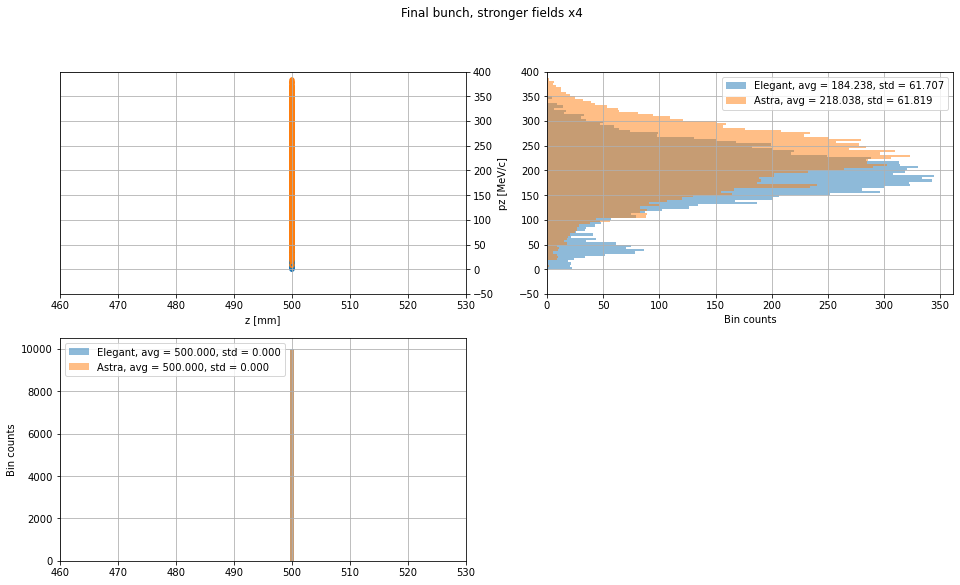 Final bunch, stronger fields x4
400
350
300
250
200
150
100
50
0
−50
pz [MeV/c]
460 470 480 490 500 510 520 530
z [mm]
400
350
300
250
200
150
100
50
0
−50
Elegant, avg = 184.238, std = 61.707
Astra, avg = 218.038, std = 61.819
0 50 100 150 200 250 300 350
Bin counts
10000
8000
6000
4000
2000
0
Bin counts
Elegant, avg = 500.000, std = 0.000
Astra, avg = 500.000, std = 0.000
460 470 480 490 500 510 520 530